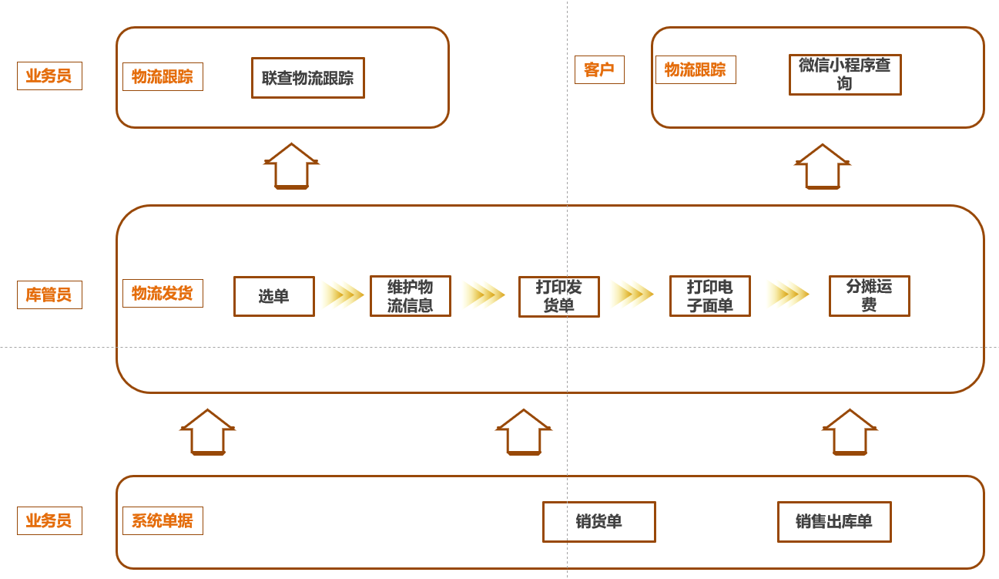 业务员
物流跟踪
联查物流跟踪
客户
物流跟踪
微信小程序查
询
库管员
物流发货
选单
维护物
流信息
打印发
货单
打印电
子面单
分摊运
费
业务员
系统单据
销货单
销售出库单